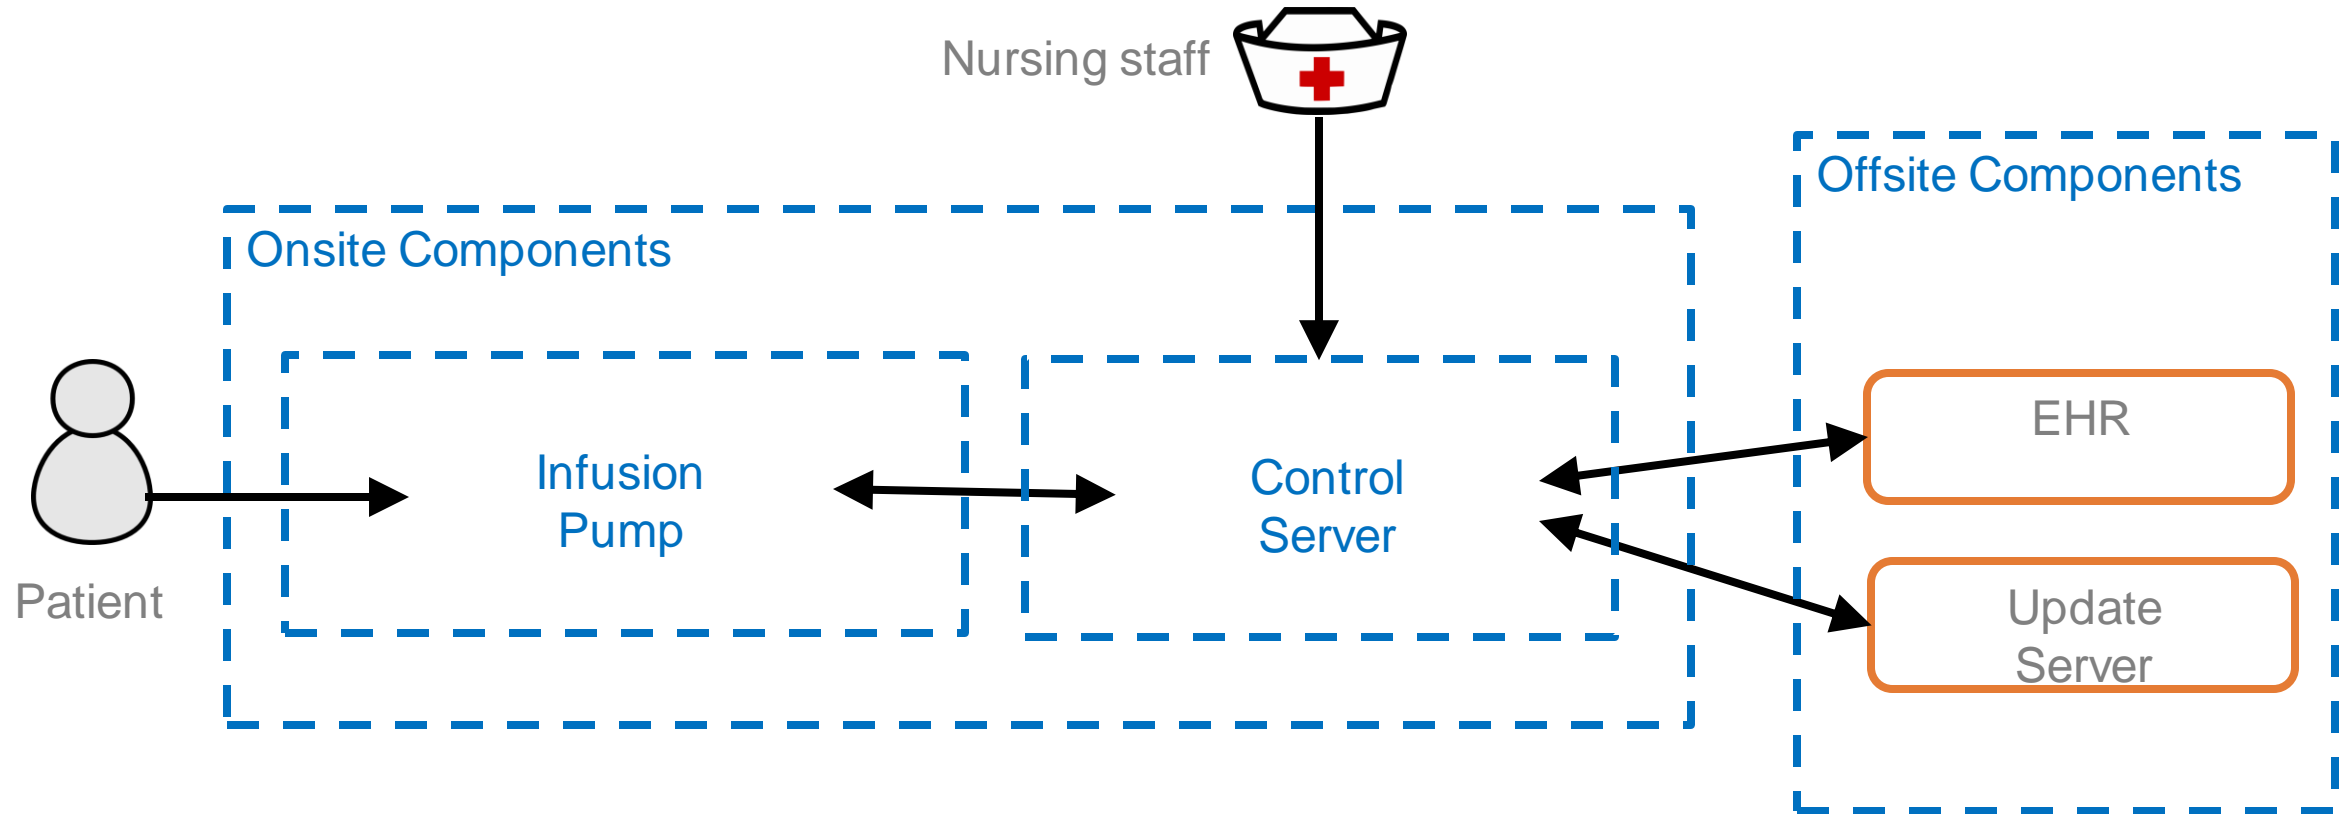 Nursing staff
Offsite Components
Onsite Components
Infusion
Pump
Control
Server
EHR
Update
Server
Patient